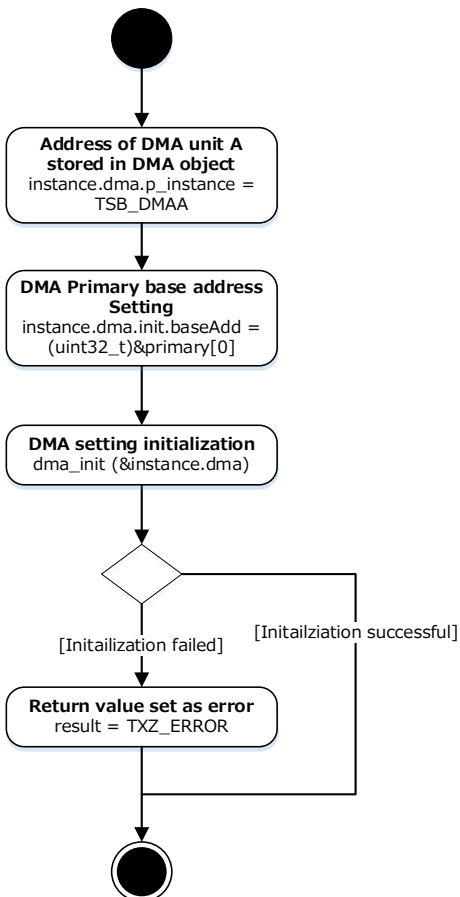 Address of DMA unit A
stored in DMA object
instance.dma.p_instance =
TSB_DMAA
DMA Primary base address
Setting
instance.dma.init.baseAdd =
(uint32_t)&primary[0]
DMA setting initialization
dma_init (&instance.dma)
[Initailization failed]
[Initailziation successful]
Return value set as error
result = TXZ_ERROR